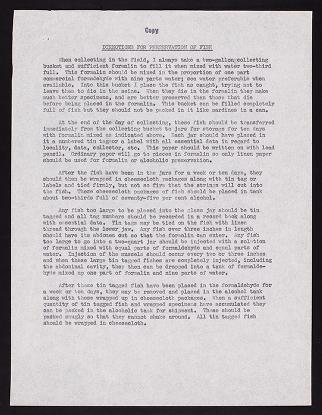 Copy
DIRECTIONS FOR PRESERVATION OF FISH
When collecting in the field, I always take a two-gallon collecting
bucket and sufficient formalin to fill it when mixed with water two-third
full. This formalin should be mixed in the proportion of one part
commercial formaldehyde with nine parts water; sea water preferable when
available. Into this bucket I place the fish as caught, trying not to
leave them to die in the seine. When they die in the formalin they make
much better specimens, and are better preserved than those that die
before being placed in the formalin. This bucket can be filled completely
full of fish but they should not be packed in it like sardines in a can.
At the end of the day of collecting, these fish should be transferred
immediately from the collecting bucket to jars for storage for ten days
with formalin mixed as indicated above. Each jar should have placed in
it a numbered tin tag or a label with all essential data in regard to
locality, date, collector, etc. This paper should be written on with lead
pencil. Ordinary paper will go to pieces in formalin so only linen paper
should be used for formalin or alcoholic preservation.
After the fish have been in the jars for a week or ten days, they
should then be wrapped in cheesecloth packages along with tin tag or
labels and tied firmly, but not so firm that the strings will cut into
the fish. These cheesecloth packages of fish should be placed in tank
about two-thirds full of seventy-five per cent alcohol.
Any fish too large to be placed into the glass jar should be tin
tagged and all tag numbers should be recorded in a record book along
with essential data. Tin tags may be tied on the fish with linen
thread through the lower jaw. Any fish over three inches in length
should have its abdomen cut so that the formalin can enter. Any fish
too large to go into a two-quart jar should be injected with a solution
of formalin mixed with equal parts of formaldehyde and equal parts of
water. Injection of the muscles should occur every two or three inches
and when these large tin tagged fishes are completely injected, including
the abdominal cavity, they then can be dropped into a tank of formalde-
hyde mixed up one part of formalin and nine parts of water.
After these tin tagged fish have been placed in the formaldehyde for
a week or ten days, they may be removed and placed in the alcohol tank
along with those wrapped up in cheesecloth packages. When a sufficient
quantity of tin tagged fish and wrapped specimens have accumulated they
can be packed in the alcoholic tank for shipment. These should be
packed snugly so that they cannot shake around. All tin tagged fish
should be wrapped in cheesecloth.